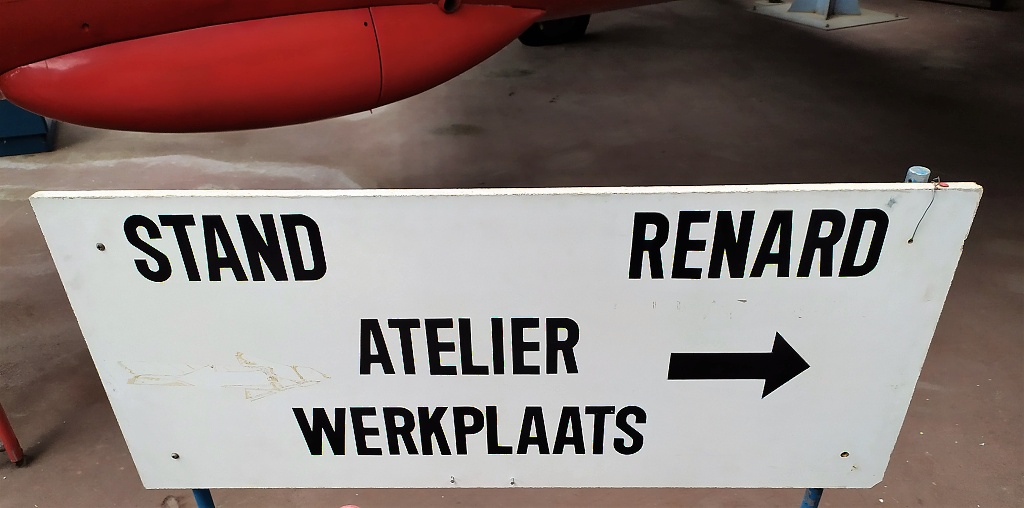 STAND RENARD
ATELIER
WERKPLAATS